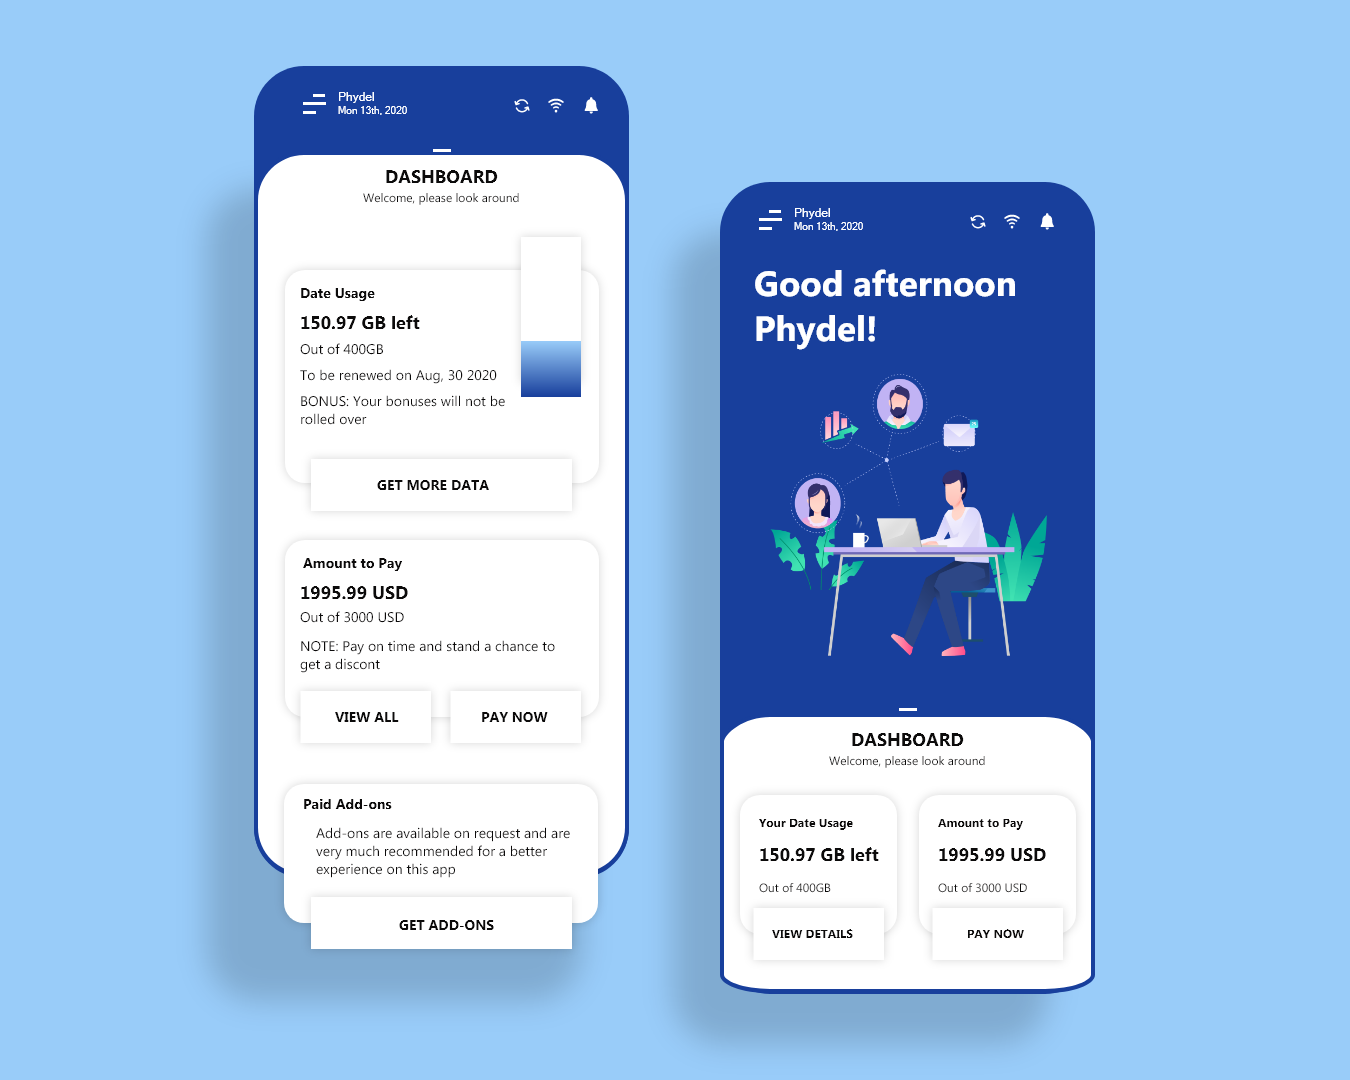 Phydel
Mon 13th, 2020
DASHBOARD
Welcome, please look around
Date Usage
150.97 GB left
Out of 400GB
To be renewed on Aug, 30 2020
BONUS: Your bonuses will not be
rolled over
GET MORE DATA
Amount to Pay
1995.99 USD
Out of 3000 USD
NOTE: Pay on time and stand a chance to
get a discont
VIEW ALL
PAY NOW
Paid Add-ons
Add-ons are available on request and are
very much recommended for a better
experience on this app
GET ADD-ONS
Phydel
Mon 13th, 2020
Good afternoon
Phydel!
DASHBOARD
Welcome, please look around
Your Date Usage
150.97 GB left
Out of 400GB
VIEW DETAILS
Amount to Pay
1995.99 USD
Out of 3000 USD
PAY NOW